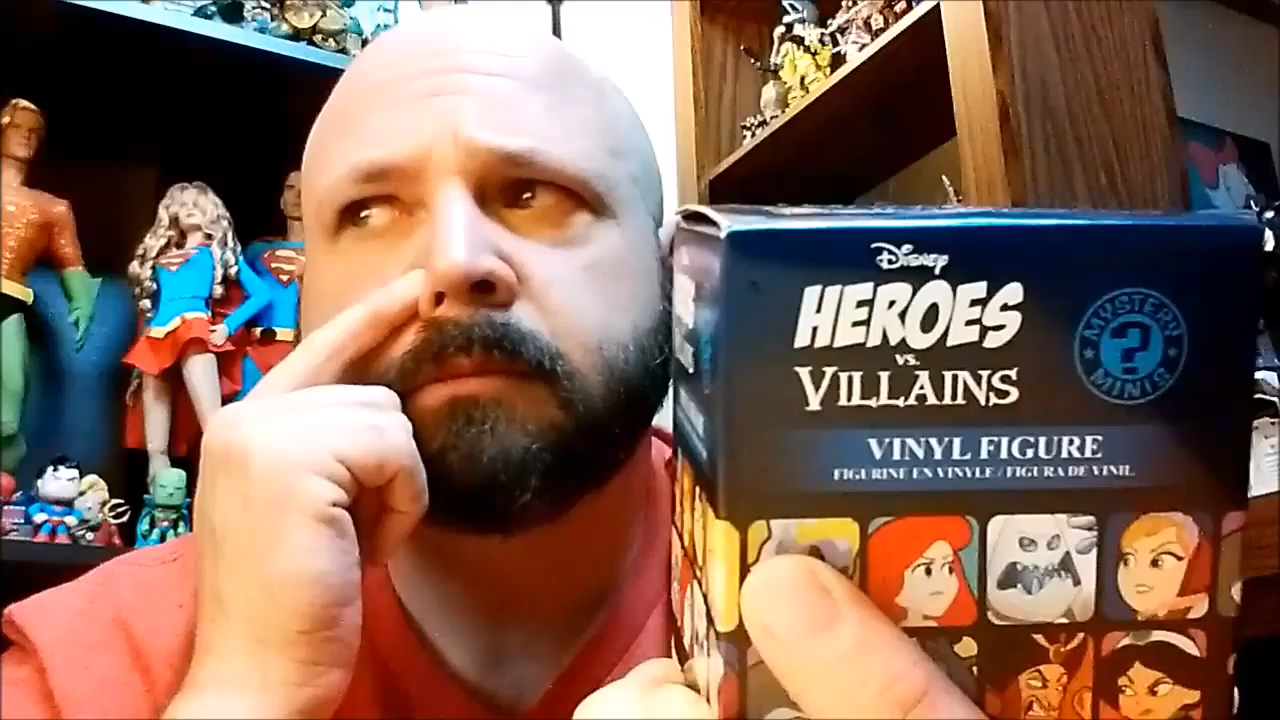 Disney
HEROES
VS.
VILLAINS
MYSTERY
?
MINIS
VINYL FIGURE
FIGURINE EN VINYLE / FIGURA DE VINIL